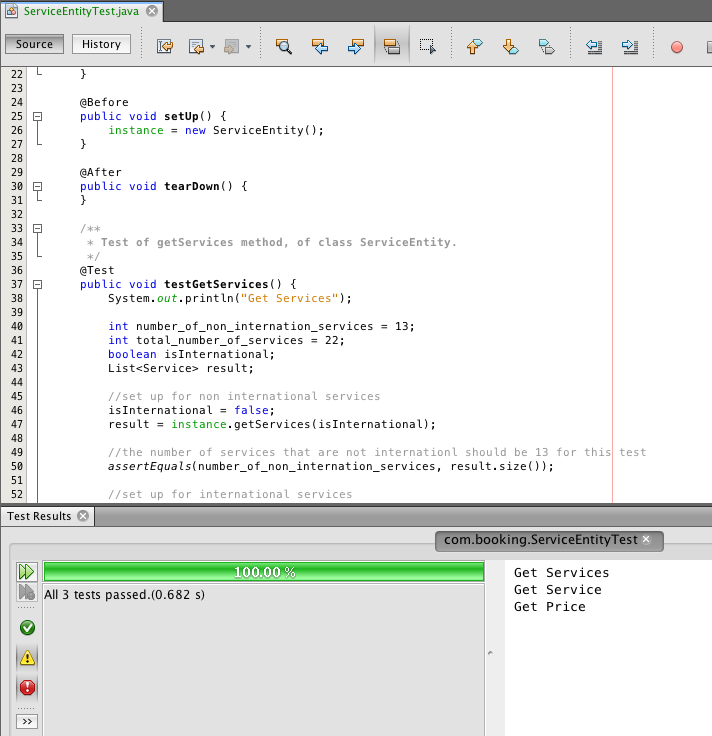 ServiceEntityTest.java
Source History
22 }
23
24 @Before
25 public void setUp() {
26 instance = new ServiceEntity();
27 }
28
29 @After
30 public void tearDown() {
31 }
32
33 /**
34 * Test of getServices method, of class ServiceEntity.
35 */
36 @Test
37 public void testGetServices() {
38 System.out.println("Get Services");
39
40 int number_of_non_internation_services = 13;
41 int total_number_of_services = 22;
42 boolean isInternational;
43 List<Service> result;
44
45 //set up for non international services
46 isInternational = false;
47 result = instance.getServices(isInternational);
48
49 //the number of services that are not internationl should be 13 for this test
50 assertEquals(number_of_non_internation_services, result.size());
51
52 //set up for international services
Test Results
com.booking.ServiceEntityTest
100.00 %
All 3 tests passed.(0.682 s)
Get Services
Get Service
Get Price
>>